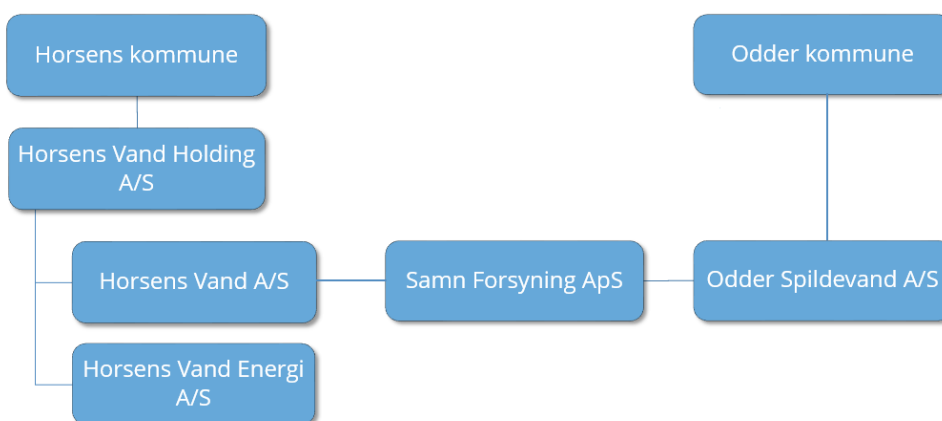 Horsens kommune
Odder kommune
Horsens Vand Holding
A/S
Horsens Vand A/S
Samn Forsyning ApS
Odder Spildevand A/S
Horsens Vand Energi
A/S